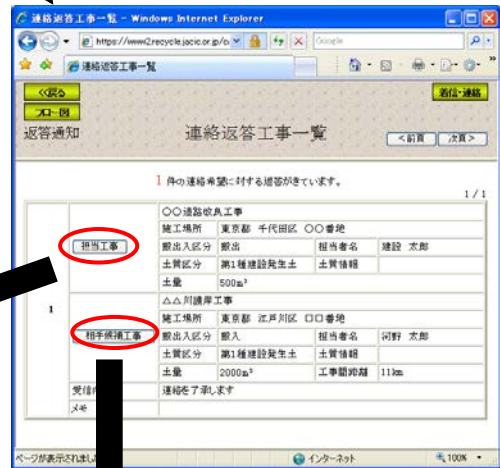 連絡返答工事一覧 - Windows Internet Explorer
https://www2.recycle.jacic.or.jp/c
Google
連絡返答工事一覧
<<戻る
着信・連絡
フロー図
返答通知
連絡返答工事一覧
<前頁 次頁>
1 件の連絡希望に対する返答がきています。
1/1
〇〇道路改良工事
施工場所 東京都 千代田区 〇〇番地
担当工事 搬出入区分 搬出 担当者名 建設 太郎
土質区分 第1種建設発生土 土質情報
土量 500m³
1
△△川護岸工事
施工場所 東京都 江戸川区 口口番地
相手候補工事 搬出入区分 搬入 担当者名 河野 太郎
土質区分 第1種建設発生土 土質情報
土量 2000m³ 工事間距離 11km
受信 連絡を了承します
メモ
ページが表示されまし インターネット 100%